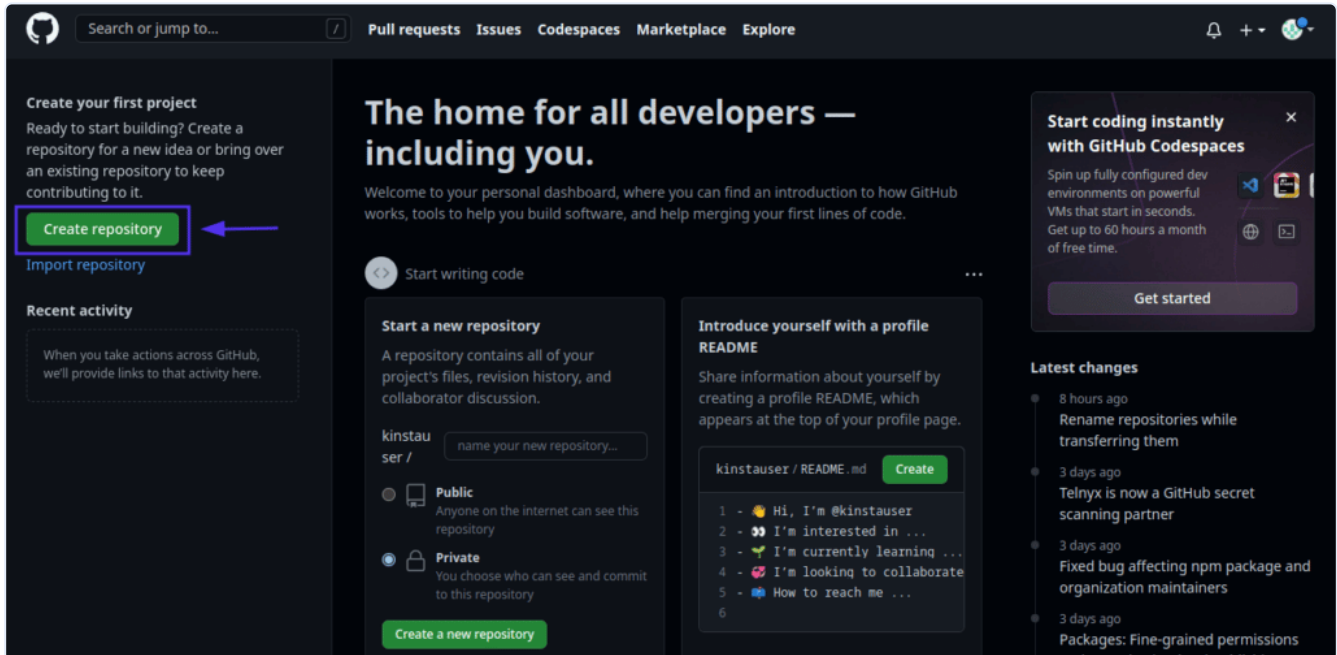 Search or jump to...
/
Pull requests Issues Codespaces Marketplace Explore
Create your first project
Ready to start building? Create a
repository for a new idea or bring over
an existing repository to keep
contributing to it.
Create repository
Import repository
Recent activity
When you take actions across GitHub,
we'll provide links to that activity here.
The home for all developers —
including you.
Welcome to your personal dashboard, where you can find an introduction to how GitHub
works, tools to help you build software, and help merging your first lines of code.
Start writing code
Start a new repository
A repository contains all of your
project's files, revision history, and
collaborator discussion.
kinstau
ser /
name your new repository...
Public
Anyone on the internet can see this
repository
Private
You choose who can see and commit
to this repository
Create a new repository
Introduce yourself with a profile
README
Share information about yourself by
creating a profile README, which
appears at the top of your profile page.
kinstauser / README.md
Create
1 - 👋 Hi, I'm @kinstauser
2 - 👀 I'm interested in ...
3 - 🌱 I'm currently learning ...
4 - 💞️ I'm looking to collaborate
5 - 📫 How to reach me ...
6
Start coding instantly
with GitHub Codespaces
Spin up fully configured dev
environments on powerful
VMs that start in seconds.
Get up to 60 hours a month
of free time.
Get started
Latest changes
8 hours ago
Rename repositories while
transferring them
3 days ago
Telnyx is now a GitHub secret
scanning partner
3 days ago
Fixed bug affecting npm package and
organization maintainers
3 days ago
Packages: Fine-grained permissions